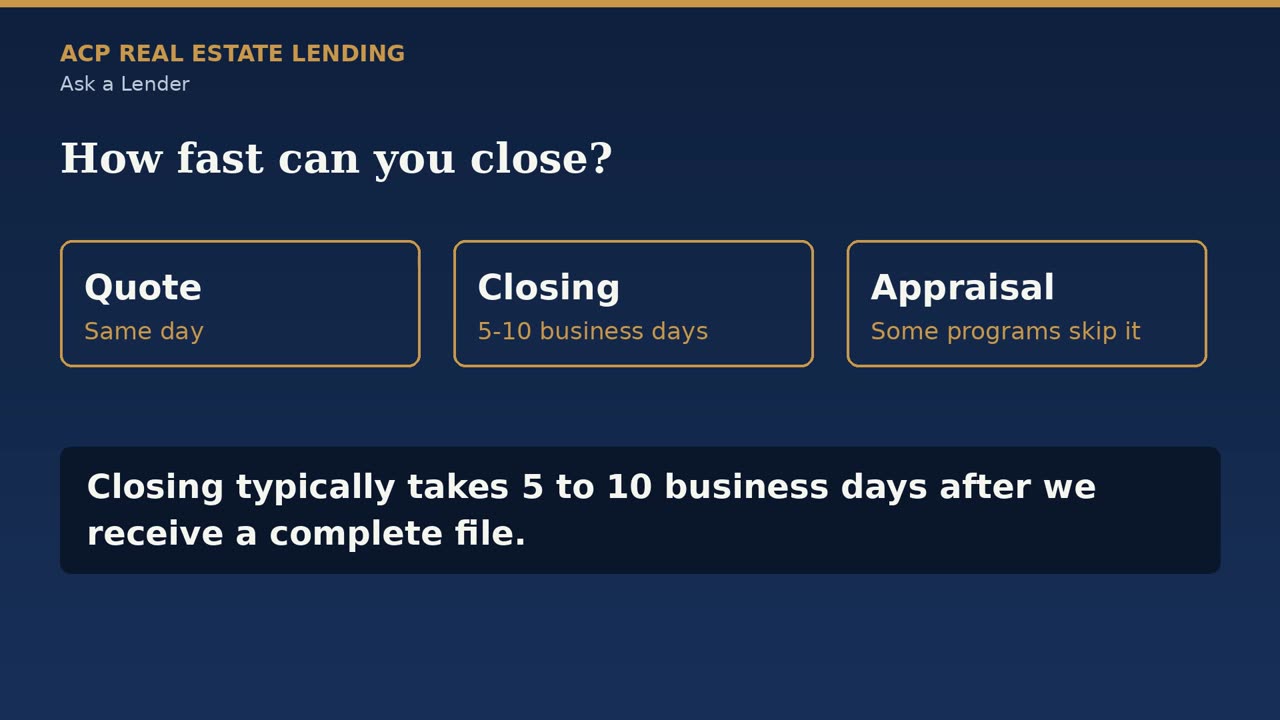 ACP REAL ESTATE LENDING
Ask a Lender
How fast can you close?
Quote
Same day
Closing
5-10 business days
Appraisal
Some programs skip it
Closing typically takes 5 to 10 business days after we
receive a complete file.